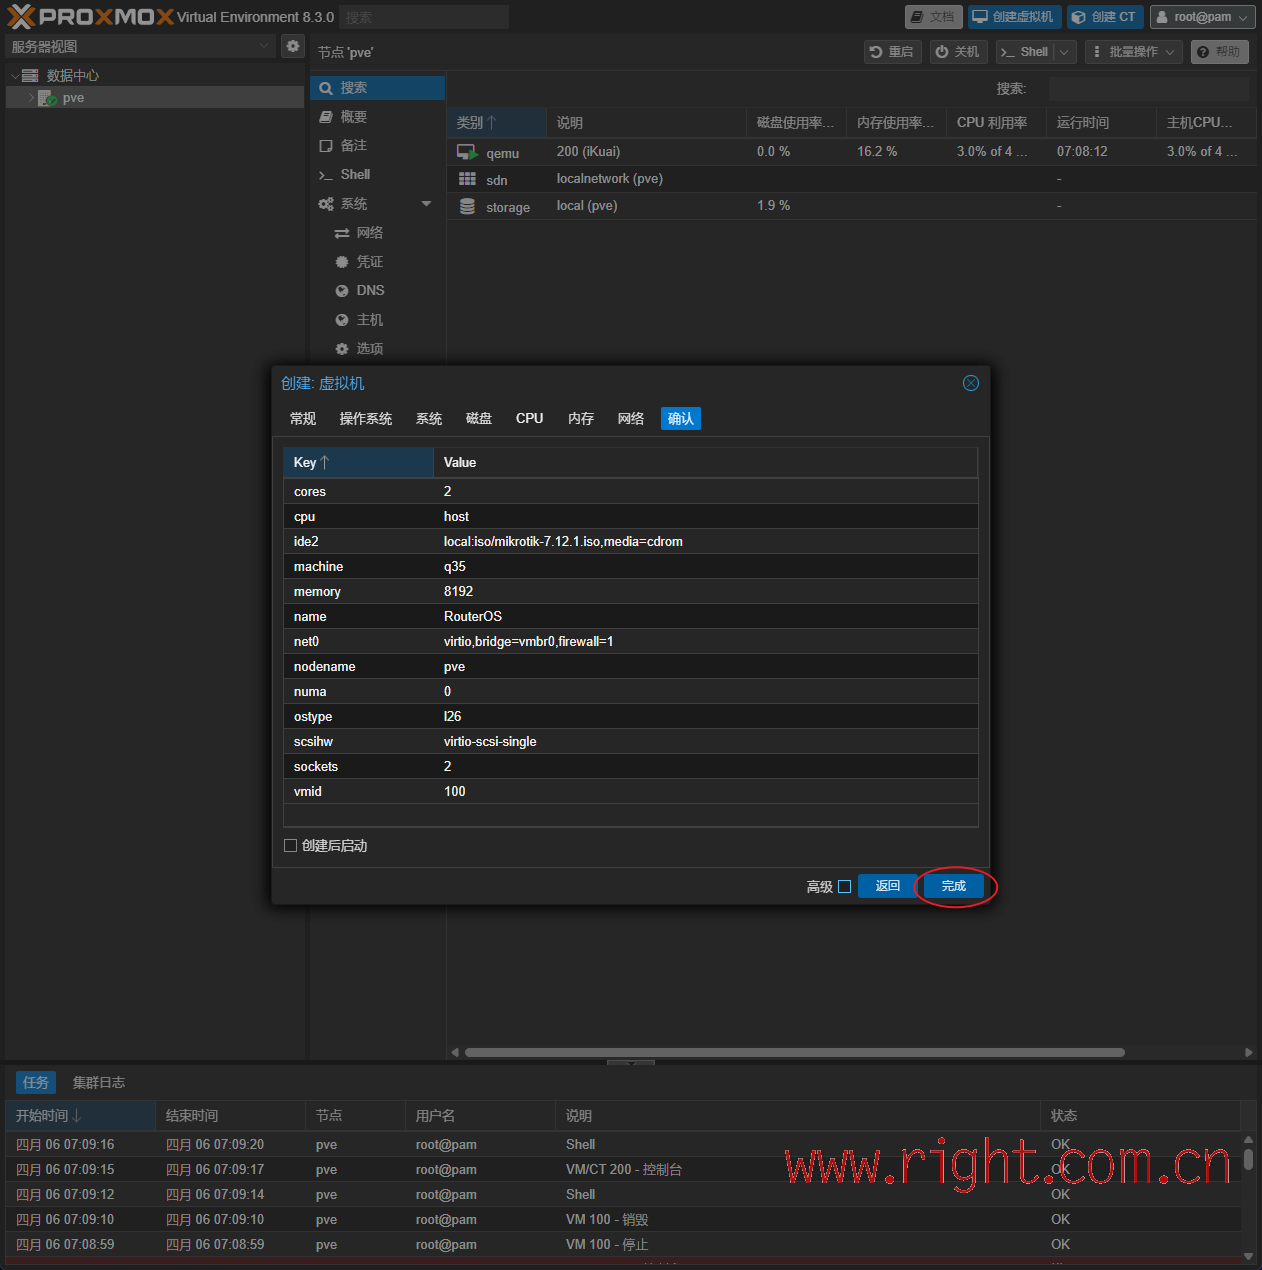 PROXMOX Virtual Environment 8.3.0 搜索 文档 创建虚拟机 创建 CT root@pam
服务器视图
节点 'pve' 重启 关机 Shell 批量操作 帮助
数据中心
pve
搜索
概要
备注
Shell
系统
网络
凭证
DNS
主机
选项
搜索:
类别 说明 磁盘使用率... 内存使用率... CPU 利用率 运行时间 主机CPU...
qemu 200 (iKuai) 0.0 % 16.2 % 3.0% of 4 ... 07:08:12 3.0% of 4 ...
sdn localnetwork (pve) -
storage local (pve) 1.9 % -
创建: 虚拟机
常规 操作系统 系统 磁盘 CPU 内存 网络 确认
Key Value
cores 2
cpu host
ide2 local:iso/mikrotik-7.12.1.iso,media=cdrom
machine q35
memory 8192
name RouterOS
net0 virtio,bridge=vmbr0,firewall=1
nodename pve
numa 0
ostype l26
scsihw virtio-scsi-single
sockets 2
vmid 100
创建后启动
高级 返回 完成
任务 集群日志
开始时间 结束时间 节点 用户名 说明 状态
四月 06 07:09:16 四月 06 07:09:20 pve root@pam Shell OK
四月 06 07:09:15 四月 06 07:09:17 pve root@pam VM/CT 200 - 控制台 OK
四月 06 07:09:12 四月 06 07:09:14 pve root@pam Shell OK
四月 06 07:09:10 四月 06 07:09:10 pve root@pam VM 100 - 销毁 OK
四月 06 07:08:59 四月 06 07:08:59 pve root@pam VM 100 - 停止 OK
www.right.com.cn